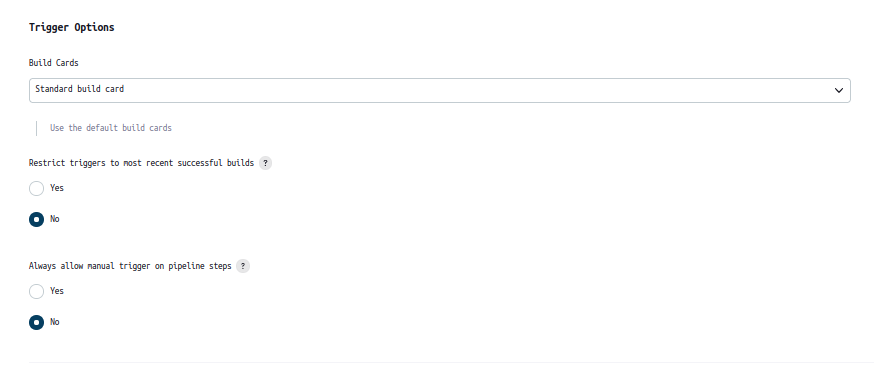 Trigger Options
Build Cards
Standard build card
Use the default build cards
Restrict triggers to most recent successful builds ?
Yes
No
Always allow manual trigger on pipeline steps ?
Yes
No